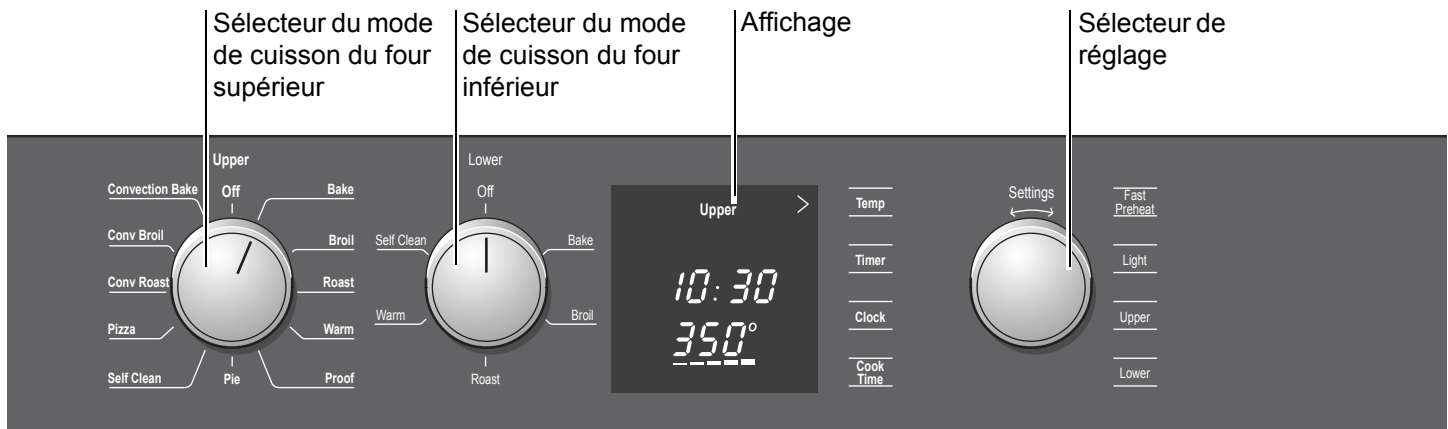 Sélecteur du mode
de cuisson du four
supérieur
Sélecteur du mode
de cuisson du four
inférieur
Affichage
Sélecteur de
réglage
Upper
Off
Convection Bake
Bake
Conv Broil
Broil
Conv Roast
Roast
Pizza
Warm
Self Clean
Pie
Proof
Lower
Off
Self Clean
Bake
Warm
Broil
Roast
Upper >
10:30
350°
Temp
Timer
Clock
Cook
Time
Settings
Fast
Preheat
Light
Upper
Lower